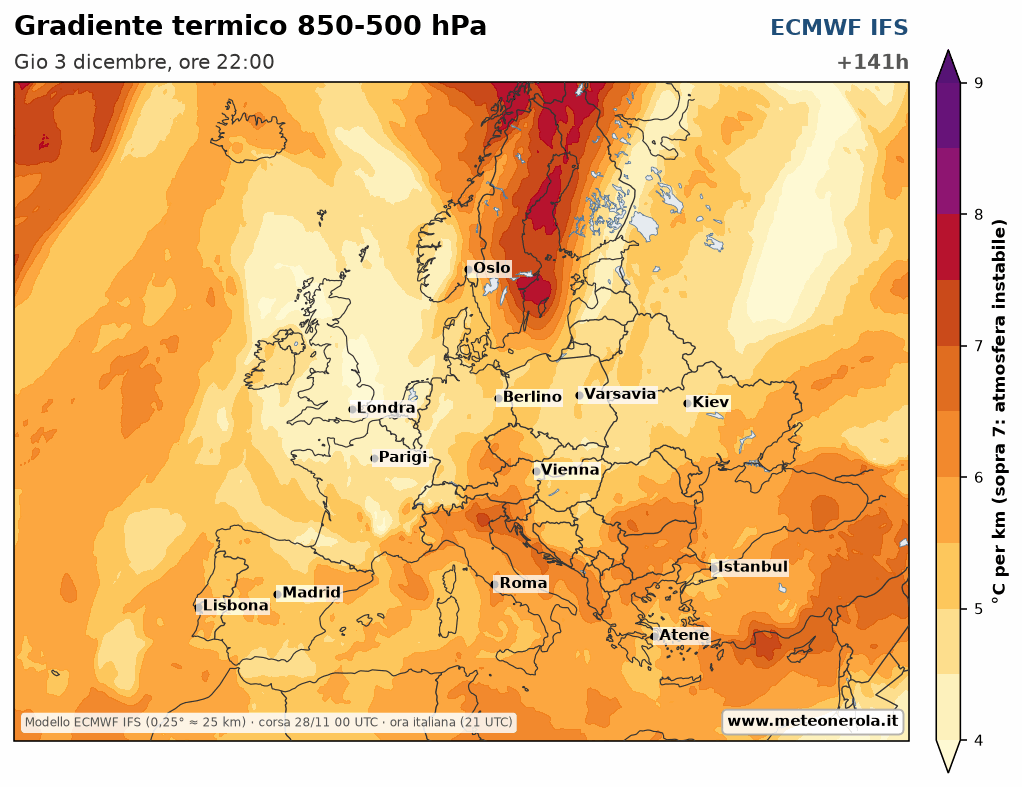 Gradiente termico 850-500 hPa
ECMWF IFS
Gio 3 dicembre, ore 22:00
+141h
Oslo
Londra
Berlino
Varsavia
Kiev
Parigi
Vienna
Istanbul
Madrid
Lisbona
Roma
Atene
Modello ECMWF IFS (0,25° ≈ 25 km) · corsa 28/11 00 UTC · ora italiana (21 UTC)
www.meteonerola.it
9
8
7
6
5
4
°C per km (sopra 7: atmosfera instabile)